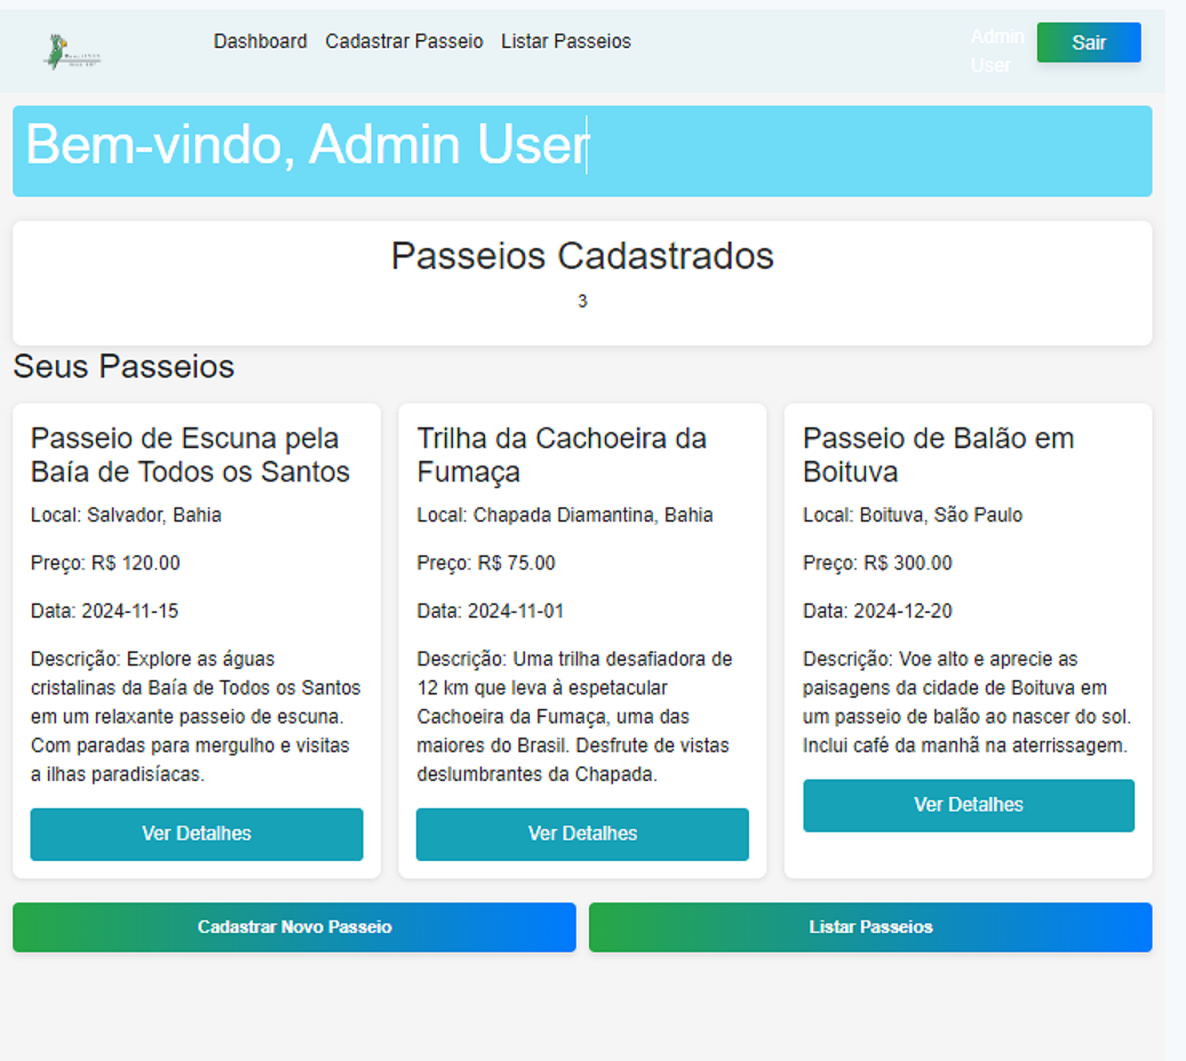 Dashboard Cadastrar Passeio Listar Passeios
Admin
User
Sair
Bem-vindo, Admin User
Passeios Cadastrados
3
Seus Passeios
Passeio de Escuna pela
Baía de Todos os Santos
Local: Salvador, Bahia
Preço: R$ 120.00
Data: 2024-11-15
Descrição: Explore as águas
cristalinas da Baía de Todos os Santos
em um relaxante passeio de escuna.
Com paradas para mergulho e visitas
a ilhas paradisíacas.
Ver Detalhes
Trilha da Cachoeira da
Fumaça
Local: Chapada Diamantina, Bahia
Preço: R$ 75.00
Data: 2024-11-01
Descrição: Uma trilha desafiadora de
12 km que leva à espetacular
Cachoeira da Fumaça, uma das
maiores do Brasil. Desfrute de vistas
deslumbrantes da Chapada.
Ver Detalhes
Passeio de Balão em
Boituva
Local: Boituva, São Paulo
Preço: R$ 300.00
Data: 2024-12-20
Descrição: Voe alto e aprecie as
paisagens da cidade de Boituva em
um passeio de balão ao nascer do sol.
Inclui café da manhã na aterrissagem.
Ver Detalhes
Cadastrar Novo Passeio
Listar Passeios